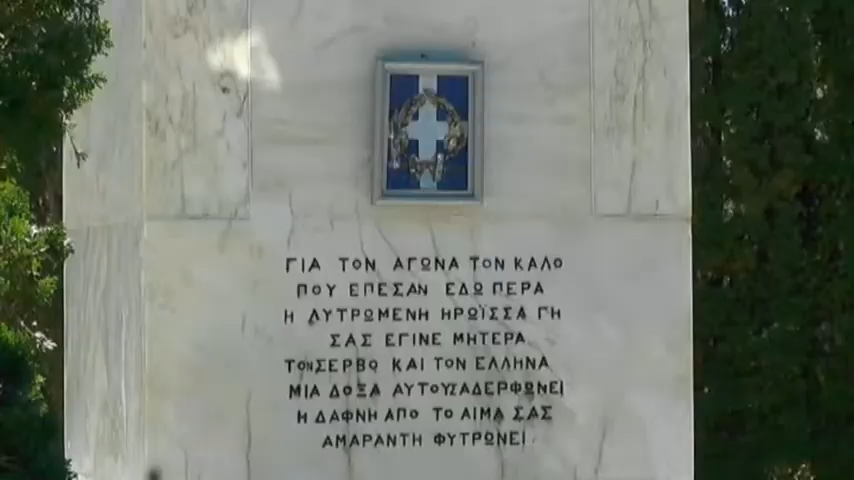 ΓΙΑ ΤΟΝ ΑΓΩΝΑ ΤΟΝ ΚΑΛΟ
ΠΟΥ ΕΠΕΣΑΝ ΕΔΩ ΠΕΡΑ
Η ΛΥΤΡΩΜΕΝΗ ΗΡΩΪΣΣΑ ΓΗ
ΣΑΣ ΕΓΙΝΕ ΜΗΤΕΡΑ
ΤΟΝ ΣΕΡΒΟ ΚΑΙ ΤΟΝ ΕΛΛΗΝΑ
ΜΙΑ ΔΟΞΑ ΑΥΤΟΥΣ ΑΔΕΡΦΩΝΕΙ
Η ΔΑΦΝΗ ΑΠΟ ΤΟ ΑΙΜΑ ΣΑΣ
ΑΜΑΡΑΝΤΗ ΦΥΤΡΩΝΕΙ